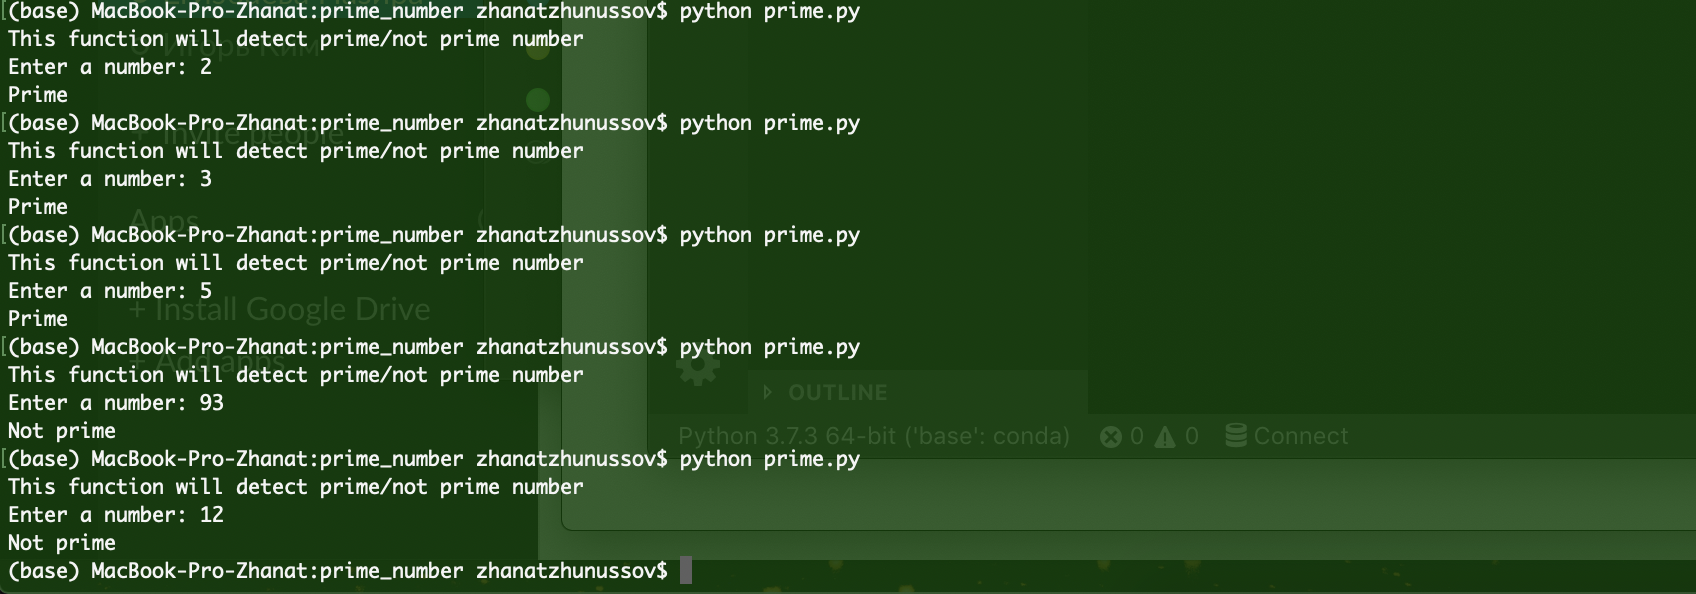 (base) MacBook-Pro-Zhanat:prime_number zhanatzhunussov$ python prime.py
This function will detect prime/not prime number
Enter a number: 2
Prime
[(base) MacBook-Pro-Zhanat:prime_number zhanatzhunussov$ python prime.py
This function will detect prime/not prime number
Enter a number: 3
Prime
[(base) MacBook-Pro-Zhanat:prime_number zhanatzhunussov$ python prime.py
This function will detect prime/not prime number
Enter a number: 5
Prime
[(base) MacBook-Pro-Zhanat:prime_number zhanatzhunussov$ python prime.py
This function will detect prime/not prime number
Enter a number: 93
Not prime
[(base) MacBook-Pro-Zhanat:prime_number zhanatzhunussov$ python prime.py
This function will detect prime/not prime number
Enter a number: 12
Not prime
(base) MacBook-Pro-Zhanat:prime_number zhanatzhunussov$
Игорь Ким
+ Invite people
Apps
+ Install Google Drive
+ Add apps
OUTLINE
Python 3.7.3 64-bit ('base': conda) 0 0 Connect